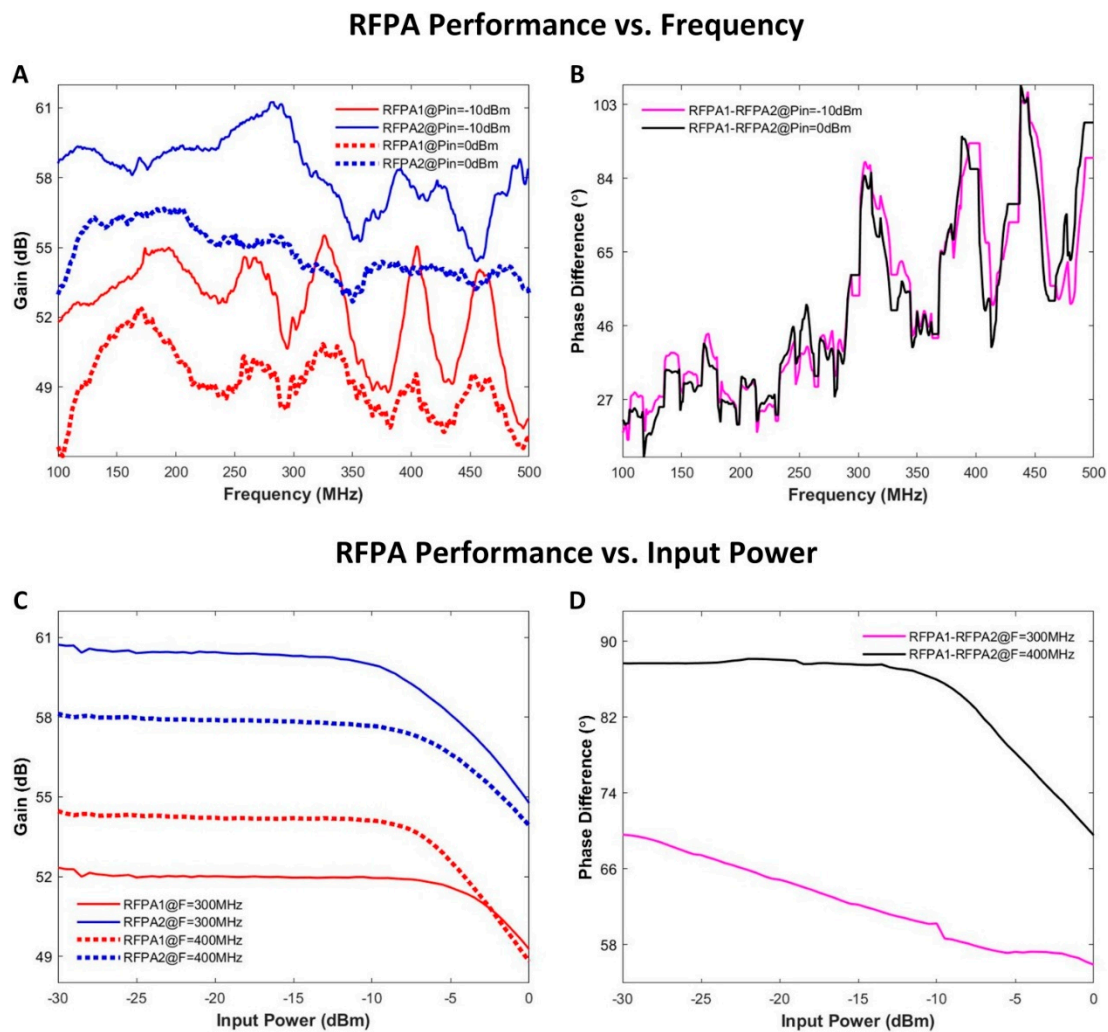 RFPA Performance vs. Frequency
A
B
61
58
55
52
49
Gain (dB)
RFPA1@Pin=-10dBm
RFPA2@Pin=-10dBm
RFPA1@Pin=0dBm
RFPA2@Pin=0dBm
100 150 200 250 300 350 400 450 500
Frequency (MHz)
103
84
65
46
27
Phase Difference (°)
RFPA1-RFPA2@Pin=-10dBm
RFPA1-RFPA2@Pin=0dBm
100 150 200 250 300 350 400 450 500
Frequency (MHz)
RFPA Performance vs. Input Power
C
D
61
58
55
52
49
Gain (dB)
RFPA1@F=300MHz
RFPA2@F=300MHz
RFPA1@F=400MHz
RFPA2@F=400MHz
-30 -25 -20 -15 -10 -5 0
Input Power (dBm)
90
82
74
66
58
Phase Difference (°)
RFPA1-RFPA2@F=300MHz
RFPA1-RFPA2@F=400MHz
-30 -25 -20 -15 -10 -5 0
Input Power (dBm)